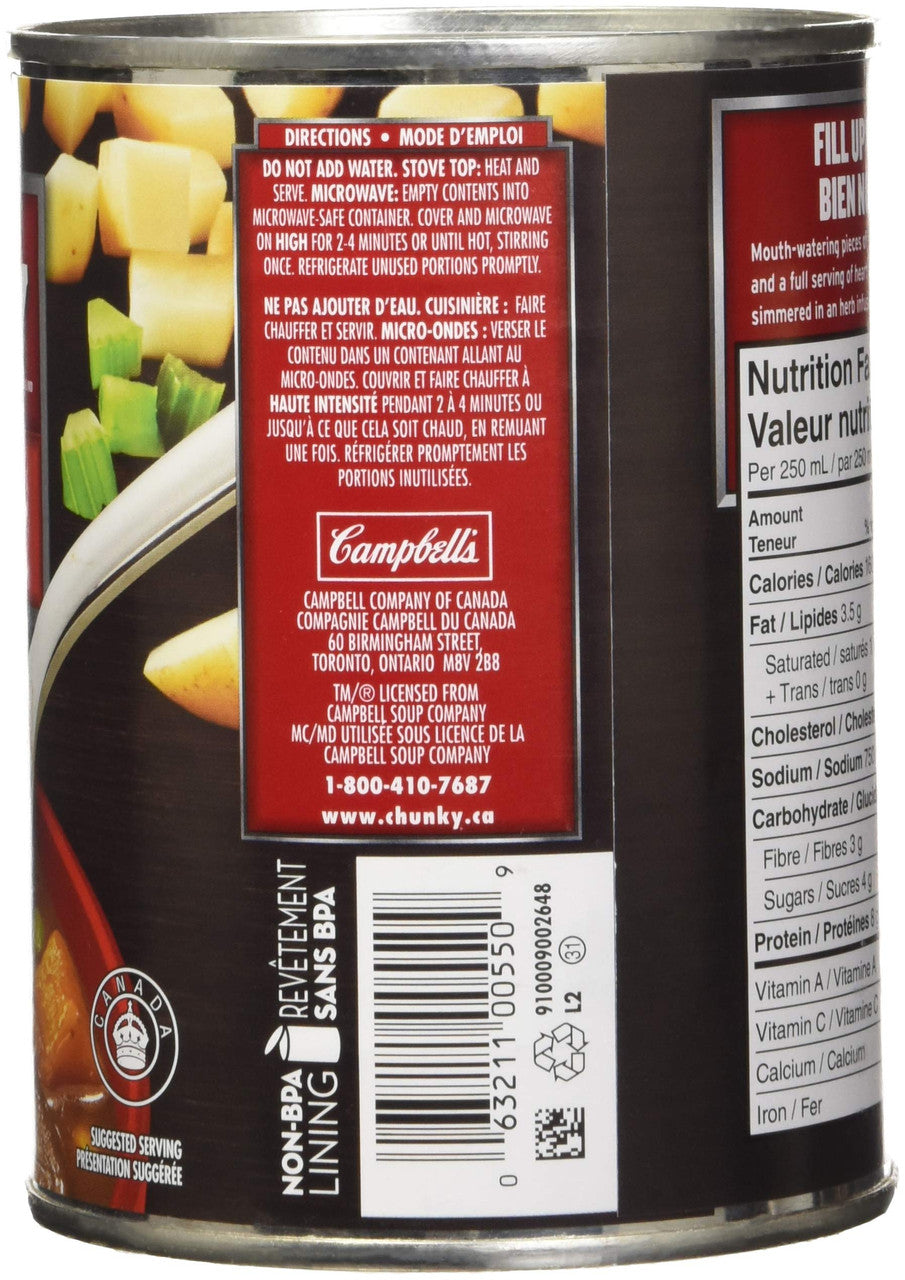 DIRECTIONS • MODE D'EMPLOI
DO NOT ADD WATER. STOVE TOP: HEAT AND
SERVE. MICROWAVE: EMPTY CONTENTS INTO
MICROWAVE-SAFE CONTAINER. COVER AND MICROWAVE
ON HIGH FOR 2-4 MINUTES OR UNTIL HOT, STIRRING
ONCE. REFRIGERATE UNUSED PORTIONS PROMPTLY.
NE PAS AJOUTER D'EAU. CUISINIÈRE : FAIRE
CHAUFFER ET SERVIR. MICRO-ONDES : VERSER LE
CONTENU DANS UN CONTENANT ALLANT AU
MICRO-ONDES. COUVRIR ET FAIRE CHAUFFER À
HAUTE INTENSITÉ PENDANT 2 À 4 MINUTES OU
JUSQU'À CE QUE CELA SOIT CHAUD, EN REMUANT
UNE FOIS. RÉFRIGÉRER PROMPTEMENT LES
PORTIONS INUTILISÉES.
Campbell's
CAMPBELL COMPANY OF CANADA
COMPAGNIE CAMPBELL DU CANADA
60 BIRMINGHAM STREET,
TORONTO, ONTARIO M8V 2B8
TM/® LICENSED FROM
CAMPBELL SOUP COMPANY
MC/MD UTILISÉE SOUS LICENCE DE LA
CAMPBELL SOUP COMPANY
1-800-410-7687
www.chunky.ca
NON-BPA
LINING
REVÊTEMENT
SANS BPA
0 63211 00550 9
910009002648
L2
31
CANADA
SUGGESTED SERVING
PRÉSENTATION SUGGÉRÉE
FILL UP
BIEN
Mouth-watering pieces
and a full serving of
simmered in an herb
Nutrition
Valeur
Per 250 mL / par 250
Amount
Teneur
Calories / Calories
Fat / Lipides 3.5 g
Saturated / saturés
+ Trans / trans 0 g
Cholesterol /
Sodium / Sodium
Carbohydrate /
Fibre / Fibres 3 g
Sugars / Sucres 4 g
Protein / Protéines
Vitamin A / Vitamine A
Vitamin C / Vitamine C
Calcium / Calcium
Iron / Fer